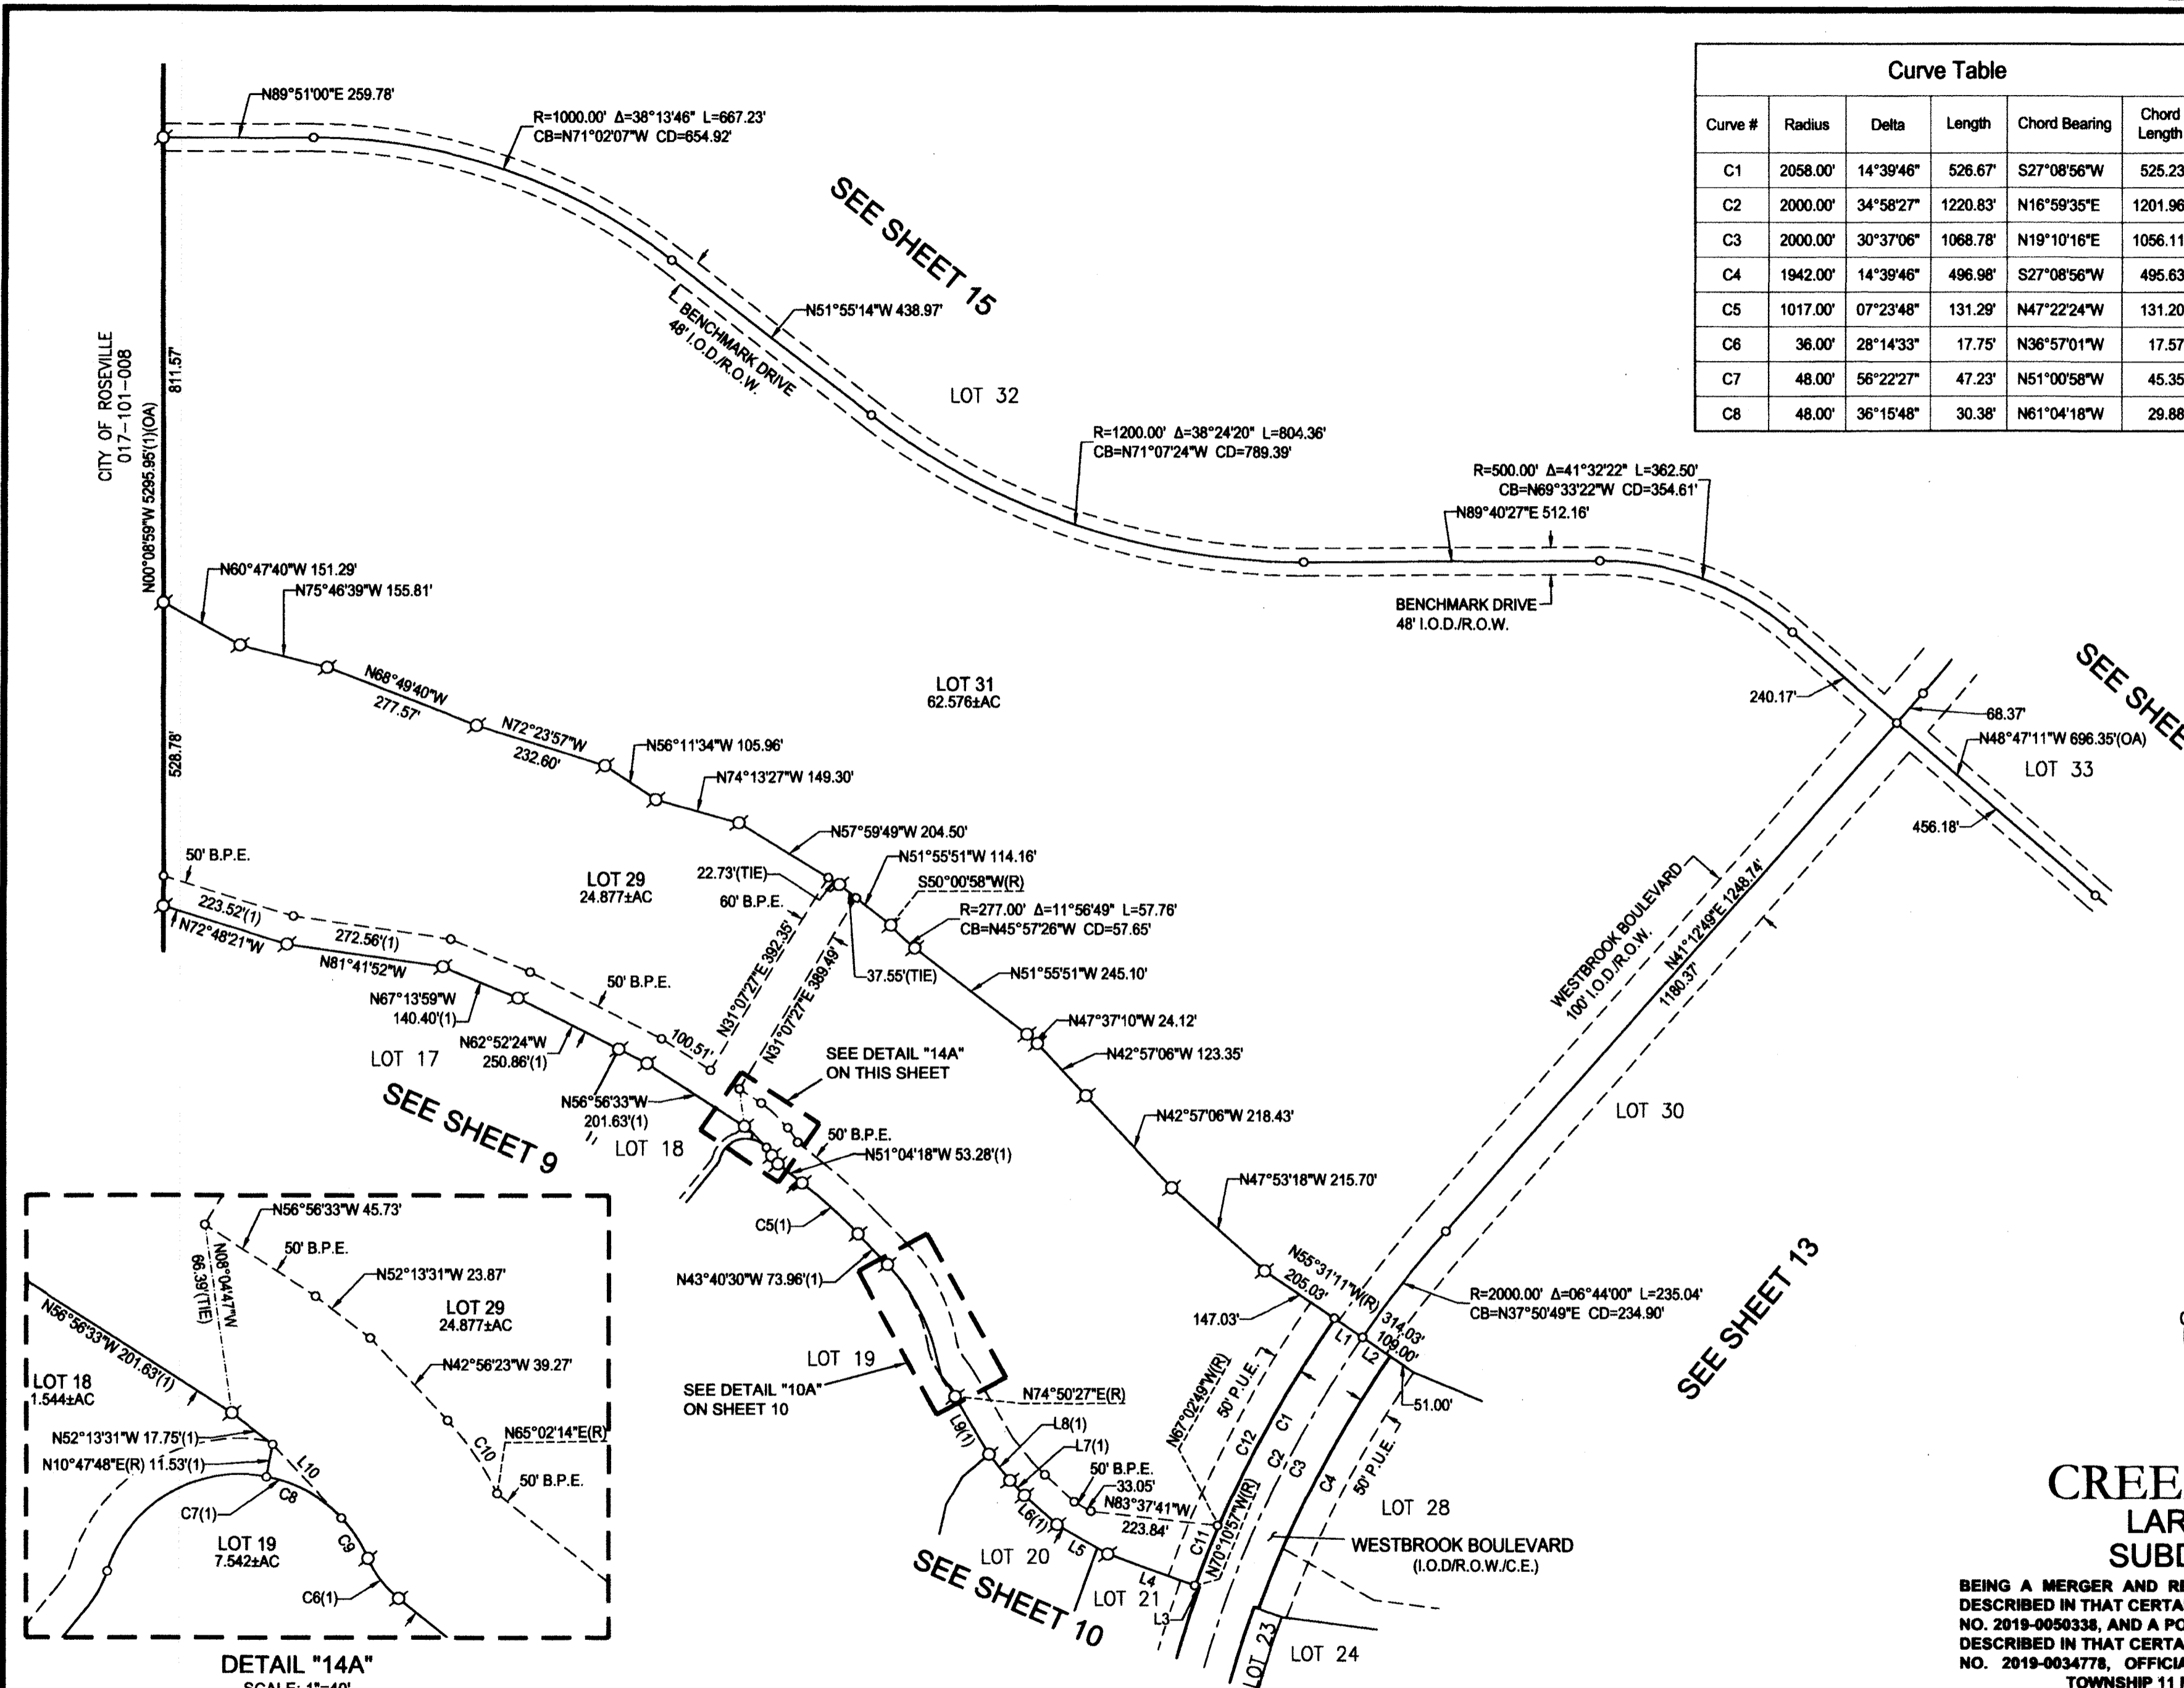 N89°51'00"E 259.78'
R=1000.00' Δ=38°13'46" L=667.23'
CB=N71°02'07"W CD=654.92'
SEE SHEET 15
N51°55'14"W 438.97'
BENCHMARK DRIVE
48' I.O.D./R.O.W.
LOT 32
CITY OF ROSEVILLE
017-101-008
811.57'
N00°08'59"W 5295.95'(1)(OA)
528.78'
Curve Table
Curve # Radius Delta Length Chord Bearing Chord Length
C1 2058.00' 14°39'46" 526.67' S27°08'56"W 525.23
C2 2000.00' 34°58'27" 1220.83' N16°59'35"E 1201.96
C3 2000.00' 30°37'06" 1068.78' N19°10'16"E 1056.11
C4 1942.00' 14°39'46" 496.98' S27°08'56"W 495.63
C5 1017.00' 07°23'48" 131.29' N47°22'24"W 131.20
C6 36.00' 28°14'33" 17.75' N36°57'01"W 17.57
C7 48.00' 56°22'27" 47.23' N51°00'58"W 45.35
C8 48.00' 36°15'48" 30.38' N61°04'18"W 29.88
R=1200.00' Δ=38°24'20" L=804.36'
CB=N71°07'24"W CD=789.39'
R=500.00' Δ=41°32'22" L=362.50'
CB=N69°33'22"W CD=354.61'
N89°40'27"E 512.16'
BENCHMARK DRIVE
48' I.O.D./R.O.W.
N60°47'40"W 151.29'
N75°46'39"W 155.81'
N68°49'40"W
277.57'
N72°23'57"W
232.60'
N56°11'34"W 105.96'
N74°13'27"W 149.30'
LOT 31
62.576±AC
240.17'
68.37'
N48°47'11"W 696.35'(OA)
LOT 33
456.18'
N57°59'49"W 204.50'
N51°55'51"W 114.16'
22.73'(TIE)
S50°00'58"W(R)
60' B.P.E.
R=277.00' Δ=11°56'49" L=57.76'
CB=N45°57'26"W CD=57.65'
LOT 29
24.877±AC
50' B.P.E.
223.52'(1)
N72°48'21"W
272.56'(1)
N81°41'52"W
N67°13'59"W
140.40'(1)
50' B.P.E.
N62°52'24"W
250.86'(1)
100.51'
N31°07'27"E 392.35'
N31°07'27"E 389.49'
37.55'(TIE)
N51°55'51"W 245.10'
N47°37'10"W 24.12'
N42°57'06"W 123.35'
SEE DETAIL "14A"
ON THIS SHEET
LOT 17
SEE SHEET 9
N56°56'33"W
201.63'(1)
LOT 18
N42°57'06"W 218.43'
50' B.P.E.
N51°04'18"W 53.28'(1)
N47°53'18"W 215.70'
WESTBROOK BOULEVARD
100' I.O.D./R.O.W.
N41°12'49"E 1248.74'
1180.37'
LOT 30
C5(1)
N43°40'30"W 73.96'(1)
N55°31'11"W(R)
205.03'
147.03'
314.03'
109.00'
L1
L2
51.00'
R=2000.00' Δ=06°44'00" L=235.04'
CB=N37°50'49"E CD=234.90'
SEE SHEET 13
LOT 19
SEE DETAIL "10A"
ON SHEET 10
N74°50'27"E(R)
L9(1)
L8(1)
L7(1)
50' B.P.E.
33.05'
N83°37'41"W
223.84'
L6(1)
L5
L4
L3
LOT 20
LOT 21
SEE SHEET 10
N67°02'49"W(R)
50' P.U.E.
C12
C1
C2
C3
C4
50' P.U.E.
C11
N70°10'57"W(R)
LOT 28
WESTBROOK BOULEVARD
(I.O.D/R.O.W./C.E.)
LOT 23
LOT 24
N56°56'33"W 45.73'
50' B.P.E.
N52°13'31"W 23.87'
N08°04'47"W
66.39'(TIE)
LOT 29
24.877±AC
N56°56'33"W 201.63'(1)
N42°56'23"W 39.27'
LOT 18
1.544±AC
N52°13'31"W 17.75'(1)
N10°47'48"E(R) 11.53'(1)
L10
C10
N65°02'14"E(R)
50' B.P.E.
C8
C7(1)
C9
LOT 19
7.542±AC
C6(1)
DETAIL "14A"
SCALE: 1"=40'
SEE SHEE
CREE
LAR
SUBD
BEING A MERGER AND RE
DESCRIBED IN THAT CERTA
NO. 2019-0050338, AND A PO
DESCRIBED IN THAT CERTA
NO. 2019-0034778, OFFICIA
TOWNSHIP 11